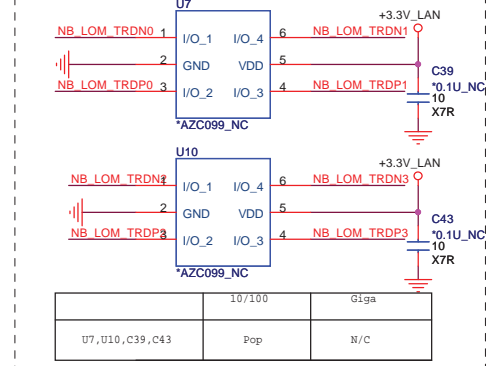 U7
+3.3V_LAN
NB_LOM_TRDN0 1 I/O_1 I/O_4 6 NB_LOM_TRDN1
2 GND VDD 5
C39
NB_LOM_TRDP0 3 I/O_2 I/O_3 4 NB_LOM_TRDP1
*0.1U_NC
10
X7R
*AZC099_NC
U10
+3.3V_LAN
NB_LOM_TRDN2 1 I/O_1 I/O_4 6 NB_LOM_TRDN3
2 GND VDD 5
C43
NB_LOM_TRDP2 3 I/O_2 I/O_3 4 NB_LOM_TRDP3
*0.1U_NC
10
X7R
*AZC099_NC
10/100 Giga
U7,U10,C39,C43 Pop N/C